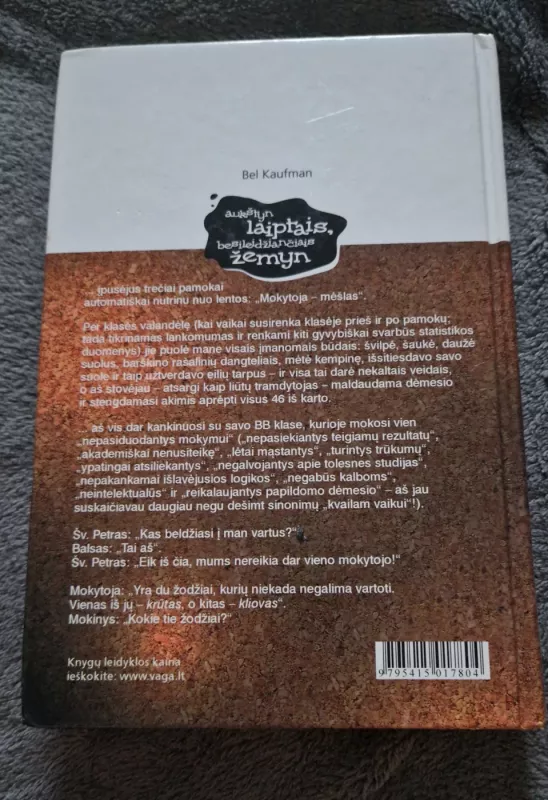 Bel Kaufman
aukštyn
laiptais,
besileidžiančiais
žemyn
... įpusėjus trečiai pamokai
automatiškai nutrinu nuo lentos: „Mokytoja – mėšlas“.
Per klasės valandėlę (kai vaikai susirenka klasėje prieš ir po pamokų;
tada tikrinamas lankomumas ir renkami kiti gyvybiškai svarbūs statistikos
duomenys) jie puolė mane visais įmanomais būdais: švilpė, šaukė, daužė
suolus, barškino rašalinių dangteliais, mėtė kempinę, išsitiesdavo savo
suole ir taip užtverdavo eilių tarpus – ir visa tai darė nekaltais veidais,
o aš stovėjau – atsargi kaip liūtų tramdytojas – maldaudama dėmesio
ir stengdamasi akimis aprėpti visus 46 iš karto.
... aš vis dar kankinuosi su savo BB klase, kurioje mokosi vien
„nepasiduodantys mokymui“ („nepasiekiantys teigiamų rezultatų“,
„akademiškai nenusiteikę“, „lėtai mąstantys“, „turintys trūkumų“,
„ypatingai atsiliekantys“, „negalvojantys apie tolesnes studijas“,
„nepakankamai išlavėjusios logikos“, „negabūs kalboms“,
„neintelektualūs“ ir „reikalaujantys papildomo dėmesio“ – aš jau
suskaičiavau daugiau negu dešimt sinonimų „kvailam vaikui“!).
Šv. Petras: „Kas beldžiasi į man vartus?“
Balsas: „Tai aš“.
Šv. Petras: „Eik iš čia, mums nereikia dar vieno mokytojo!“
Mokytoja: „Yra du žodžiai, kurių niekada negalima vartoti.
Vienas iš jų – krūtas, o kitas – kliovas“.
Mokinys: „Kokie tie žodžiai?“
Knygų leidyklos kaina
ieškokite: www.vaga.lt
9 795415 017804